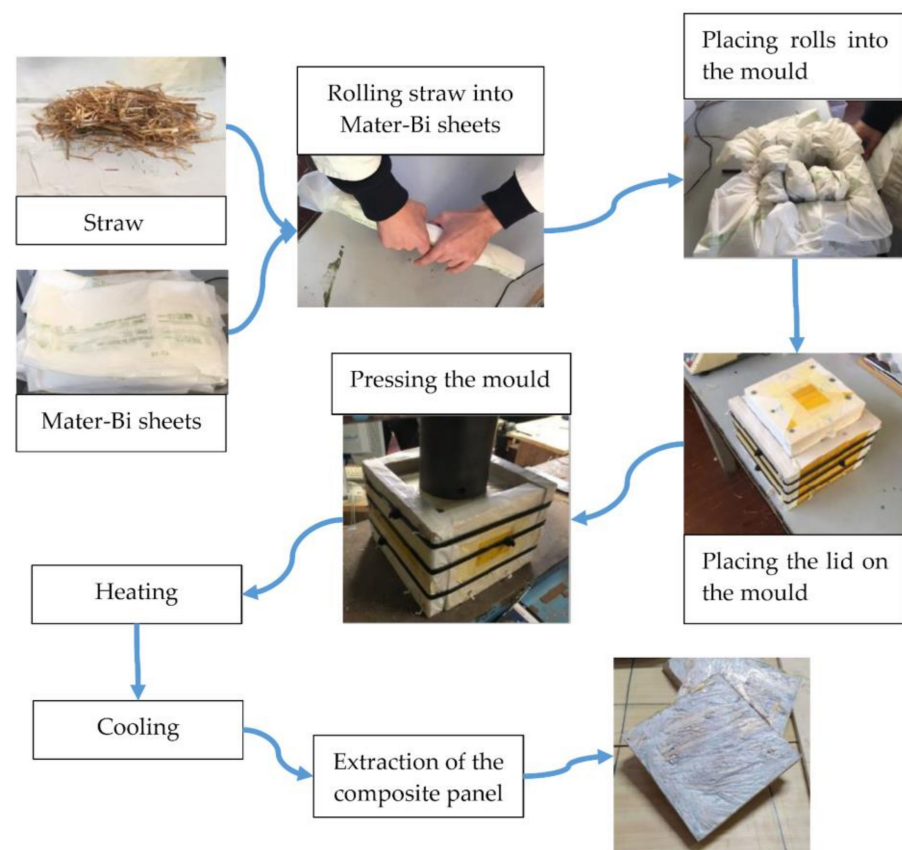 Straw
Mater-Bi sheets
Rolling straw into
Mater-Bi sheets
Placing rolls into
the mould
Placing the lid on
the mould
Pressing the mould
Heating
Cooling
Extraction of the
composite panel